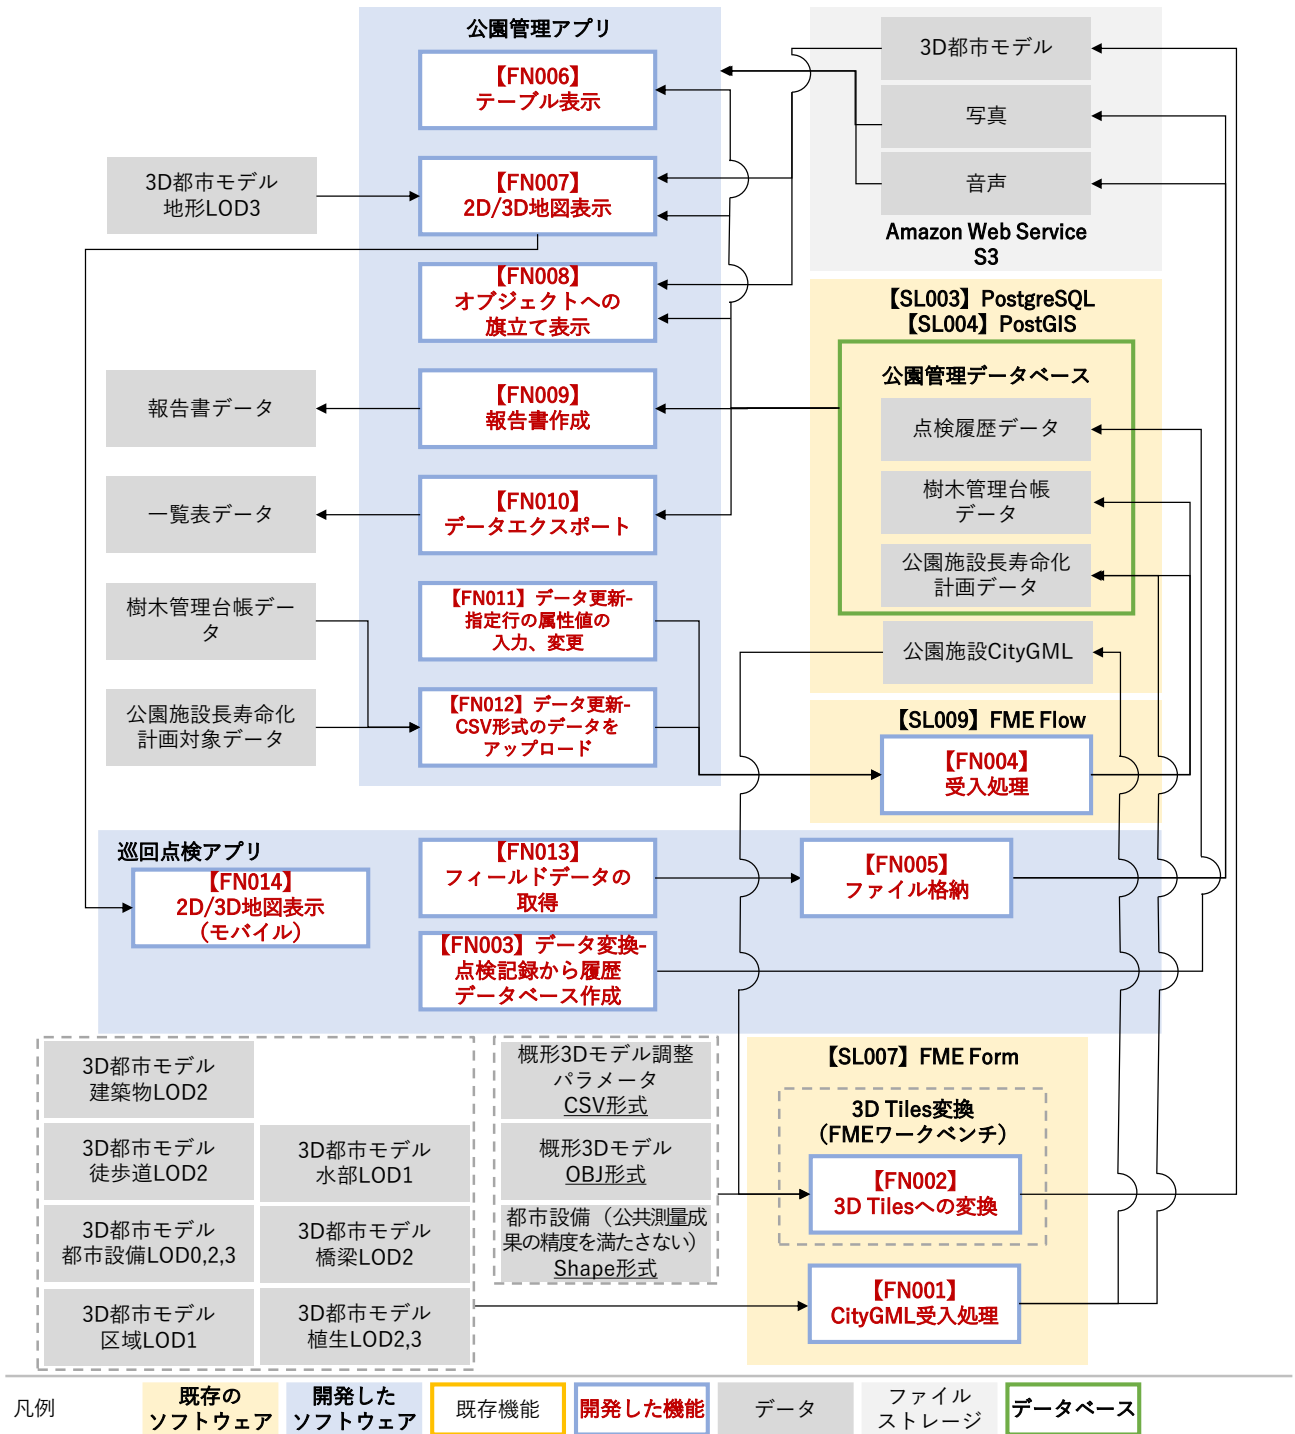 公園管理アプリ
【FN006】
テーブル表示
【FN007】
2D/3D地図表示
【FN008】
オブジェクトへの
旗立て表示
【FN009】
報告書作成
【FN010】
データエクスポート
【FN011】データ更新-
指定行の属性値の
入力、変更
【FN012】データ更新-
CSV形式のデータを
アップロード
3D都市モデル
地形LOD3
報告書データ
一覧表データ
樹木管理台帳デー
タ
公園施設長寿命化
計画対象データ
3D都市モデル
写真
音声
Amazon Web Service
S3
【SL003】PostgreSQL
【SL004】PostGIS
公園管理データベース
点検履歴データ
樹木管理台帳
データ
公園施設長寿命化
計画データ
公園施設CityGML
【SL009】FME Flow
【FN004】
受入処理
巡回点検アプリ
【FN014】
2D/3D地図表示
（モバイル）
【FN013】
フィールドデータの
取得
【FN005】
ファイル格納
【FN003】データ変換-
点検記録から履歴
データベース作成
3D都市モデル
建築物LOD2
3D都市モデル
徒歩道LOD2
3D都市モデル
水部LOD1
3D都市モデル
都市設備LOD0,2,3
3D都市モデル
橋梁LOD2
3D都市モデル
区域LOD1
3D都市モデル
植生LOD2,3
概形3Dモデル調整
パラメータ
CSV形式
概形3Dモデル
OBJ形式
都市設備（公共測量成
果の精度を満たさない）
Shape形式
【SL007】FME Form
3D Tiles変換
（FMEワークベンチ）
【FN002】
3D Tilesへの変換
【FN001】
CityGML受入処理
凡例
既存の
ソフトウェア
開発した
ソフトウェア
既存機能
開発した機能
データ
ファイル
ストレージ
データベース